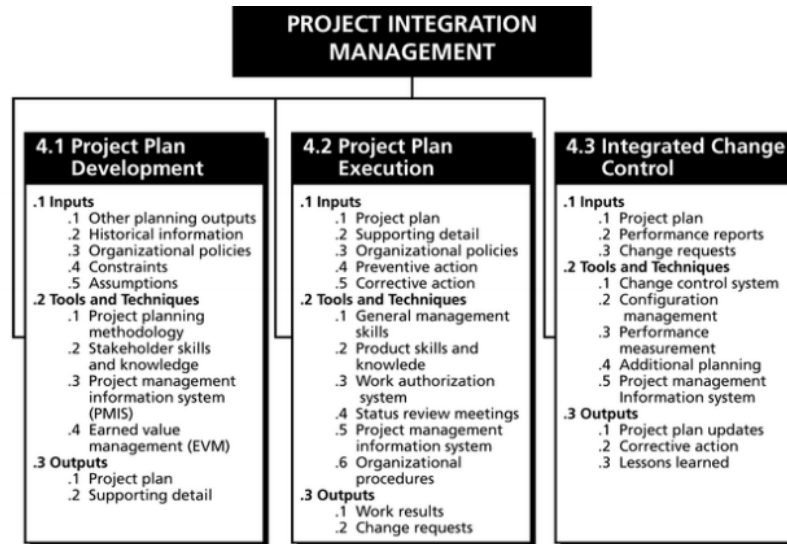 PROJECT INTEGRATION
MANAGEMENT
4.1 Project Plan
Development
.1 Inputs
.1 Other planning outputs
.2 Historical information
.3 Organizational policies
.4 Constraints
.5 Assumptions
.2 Tools and Techniques
.1 Project planning
methodology
.2 Stakeholder skills
and knowledge
.3 Project management
information system
(PMIS)
.4 Earned value
management (EVM)
.3 Outputs
.1 Project plan
.2 Supporting detail
4.2 Project Plan
Execution
.1 Inputs
.1 Project plan
.2 Supporting detail
.3 Organizational policies
.4 Preventive action
.5 Corrective action
.2 Tools and Techniques
.1 General management
skills
.2 Product skills and
knowlede
.3 Work authorization
system
.4 Status review meetings
.5 Project management
information system
.6 Organizational
procedures
.3 Outputs
.1 Work results
.2 Change requests
4.3 Integrated Change
Control
.1 Inputs
.1 Project plan
.2 Performance reports
.3 Change requests
.2 Tools and Techniques
.1 Change control system
.2 Configuration
management
.3 Performance
measurement
.4 Additional planning
.5 Project management
Information system
.3 Outputs
.1 Project plan updates
.2 Corrective action
.3 Lessons learned